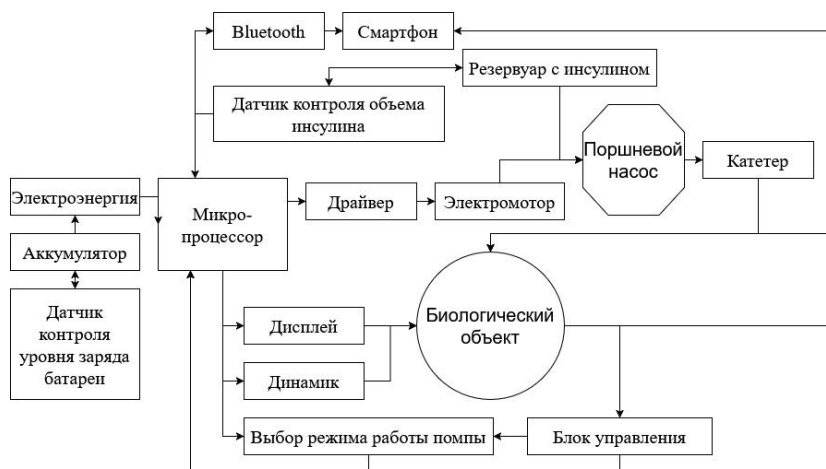 Bluetooth
Смартфон
Резервуар с инсулином
Датчик контроля объема
инсулина
Поршневой
насос
Катетер
Электроэнергия
Микро-
процессор
Драйвер
Электромотор
Аккумулятор
Датчик
контроля
уровня заряда
батареи
Дисплей
Биологический
объект
Динамик
Выбор режима работы помпы
Блок управления